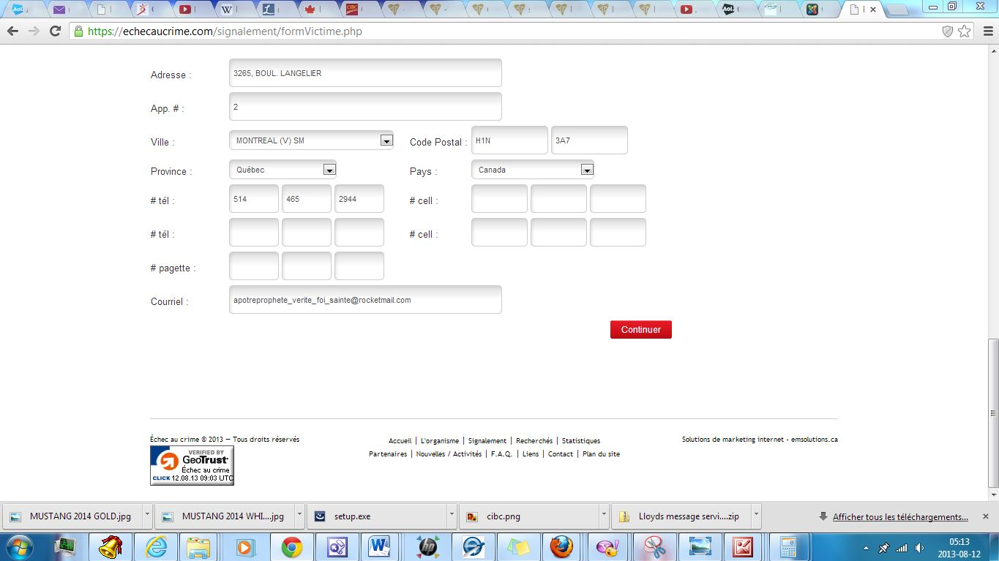 https://echecaucrime.com/signalement/formVictime.php
Adresse : 3265, BOUL. LANGELIER
App. # : 2
Ville : MONTREAL (V) SM Code Postal : H1N 3A7
Province : Québec Pays : Canada
# tél : 514 465 2944 # cell :
# tél : # cell :
# pagette :
Courriel : apotreprophete_verite_foi_sainte@rocketmail.com
Continuer
Échec au crime © 2013 — Tous droits réservés
Accueil | L'organisme | Signalement | Recherchés | Statistiques
Solutions de marketing internet - emsolutions.ca
Partenaires | Nouvelles / Activités | F.A.Q. | Liens | Contact | Plan du site
VERIFIED BY
GeoTrust
Échec au crime
CLICK 12.08.13 09:03 UTC
MUSTANG 2014 GOLD.jpg
MUSTANG 2014 WHI....jpg
setup.exe
cibc.png
Lloyds message servi....zip
Afficher tous les téléchargements...
05:13
2013-08-12